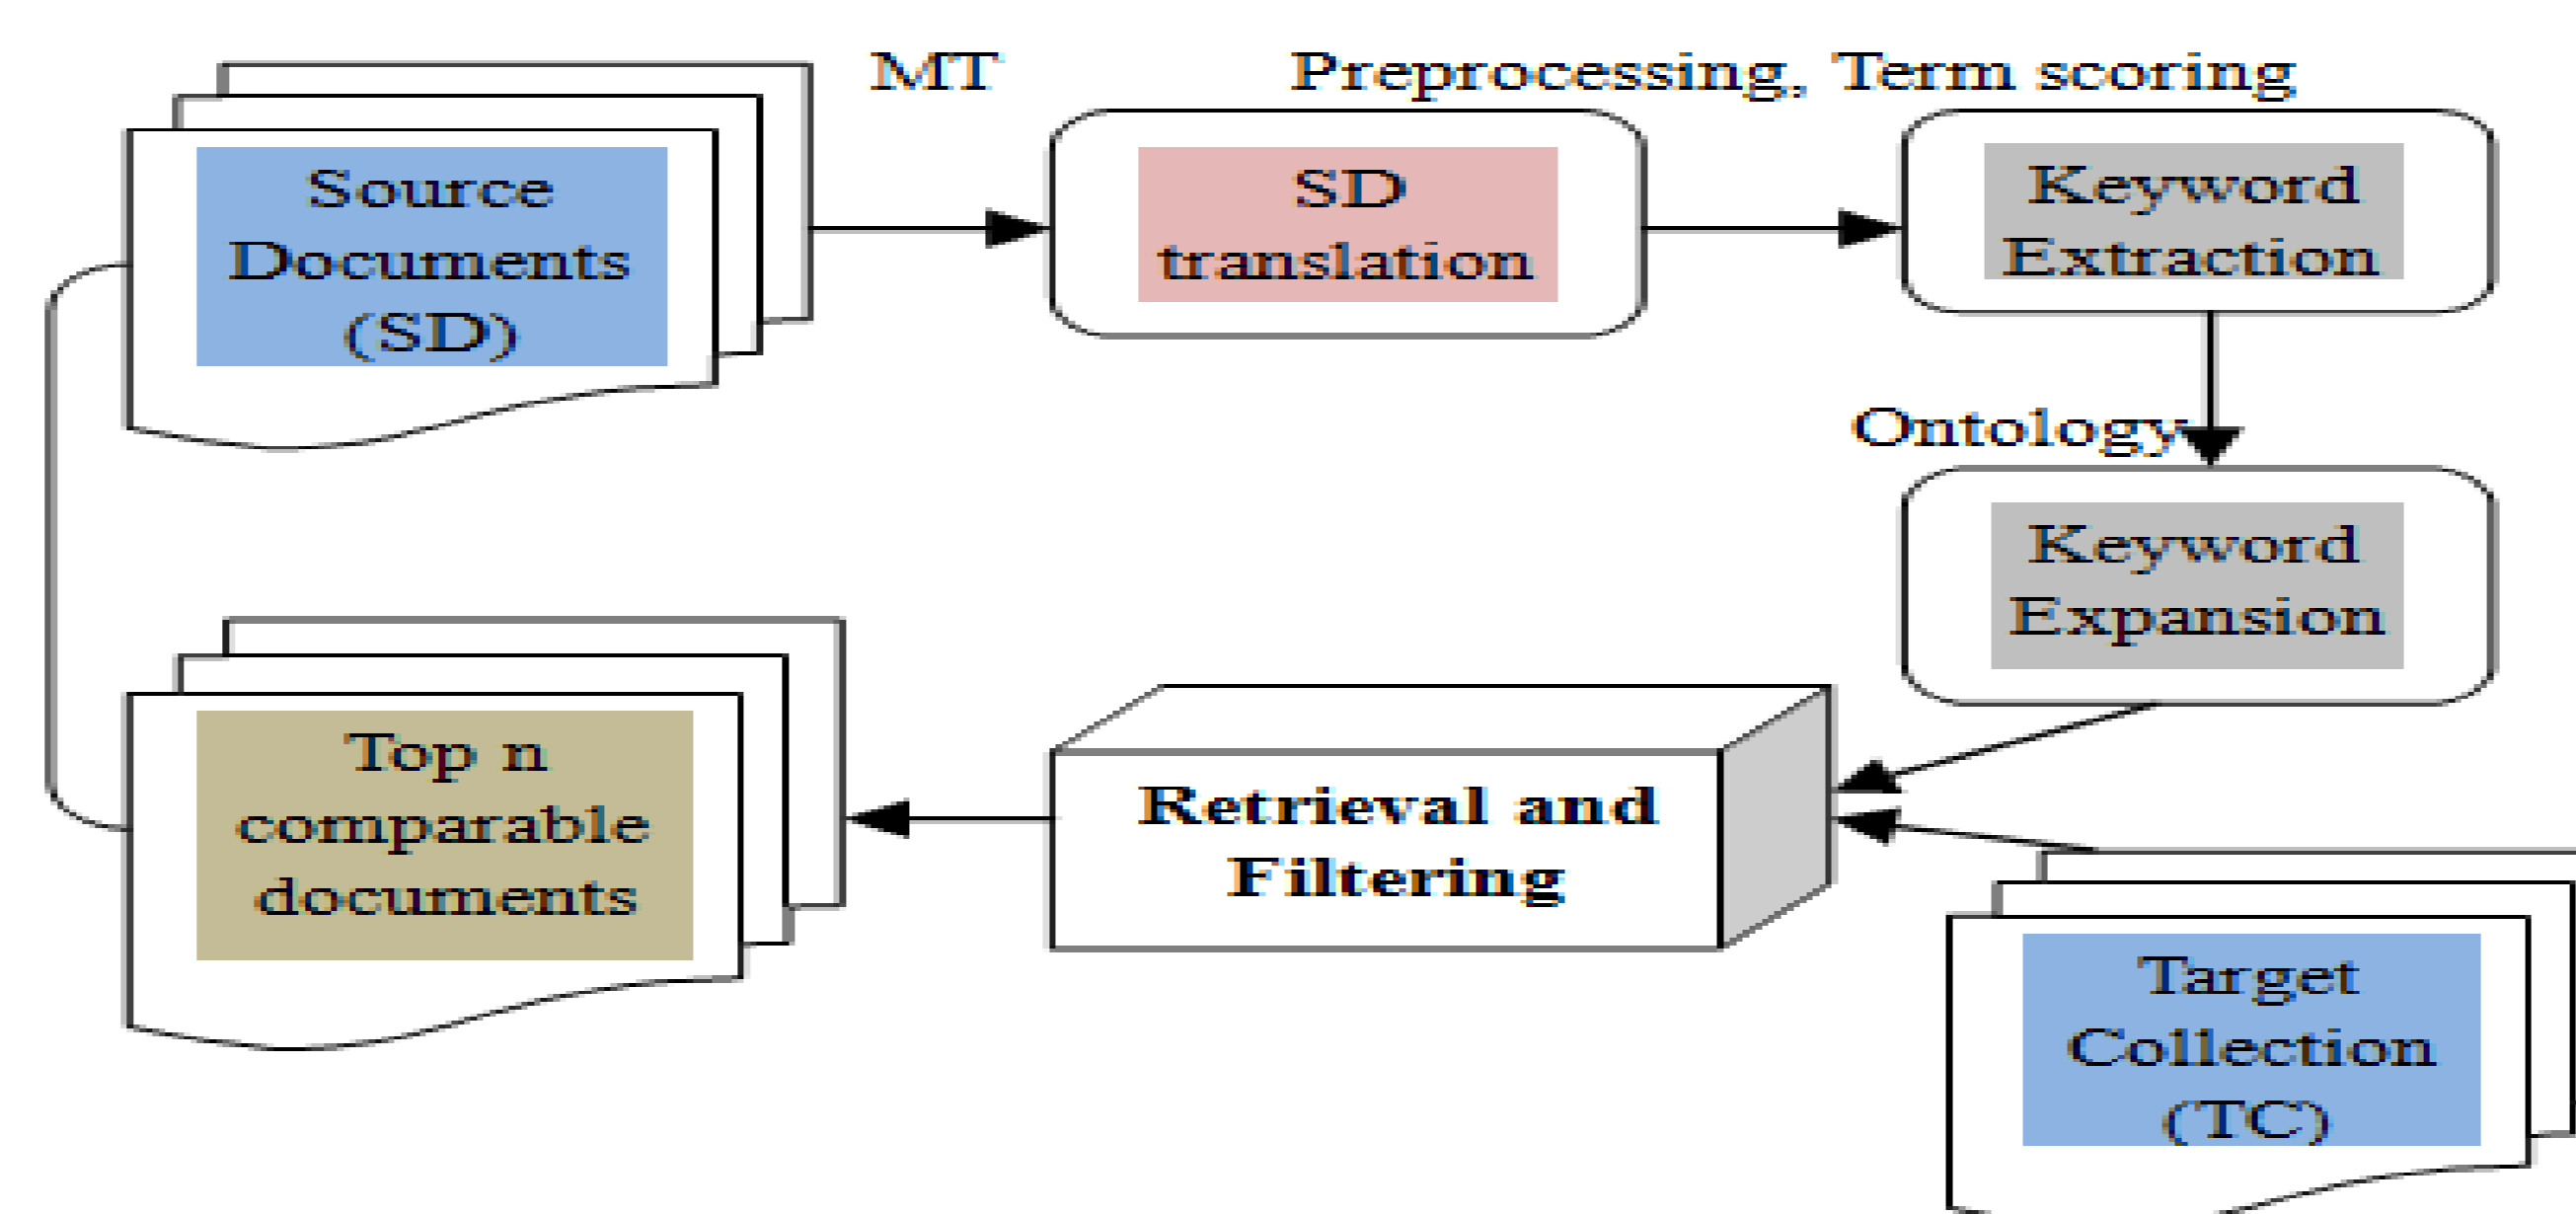 MT
Preprocessing, Term scoring
Source
Documents
(SD)
SD
translation
Keyword
Extraction
Ontology
Keyword
Expansion
Top n
comparable
documents
Retrieval and
Filtering
Target
Collection
(TC)